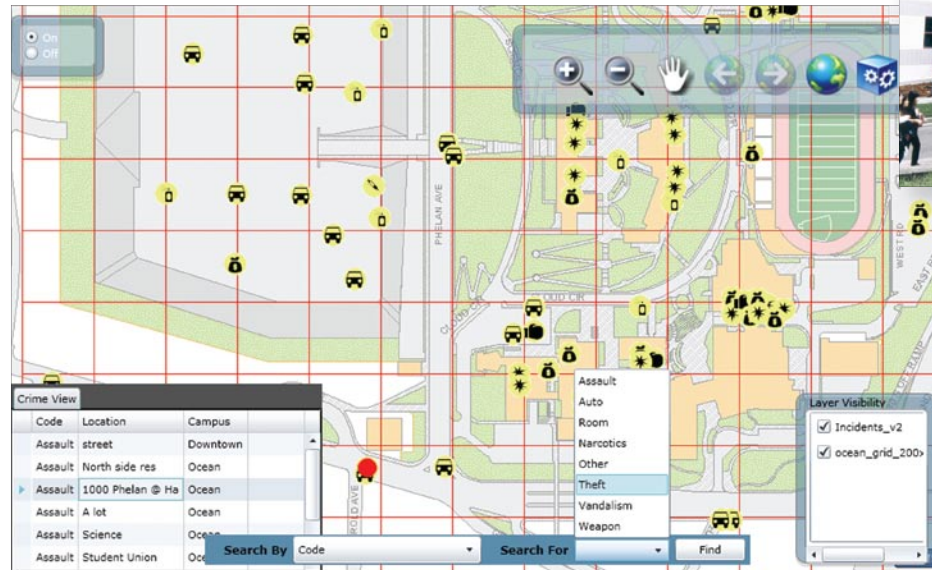 On
Off
PHELAN AVE
WEST RD
CLOUD CIR
Crime View
Code Location Campus
Assault street Downtown
Assault North side res Ocean
Assault 1000 Phelan @ Ha Ocean
Assault A lot Ocean
Assault Science
Assault Student Union
Assault
Auto
Room
Narcotics
Other
Theft
Vandalism
Weapon
Layer Visibility
Incidents_v2
ocean_grid_200
Search By Code Search For Find